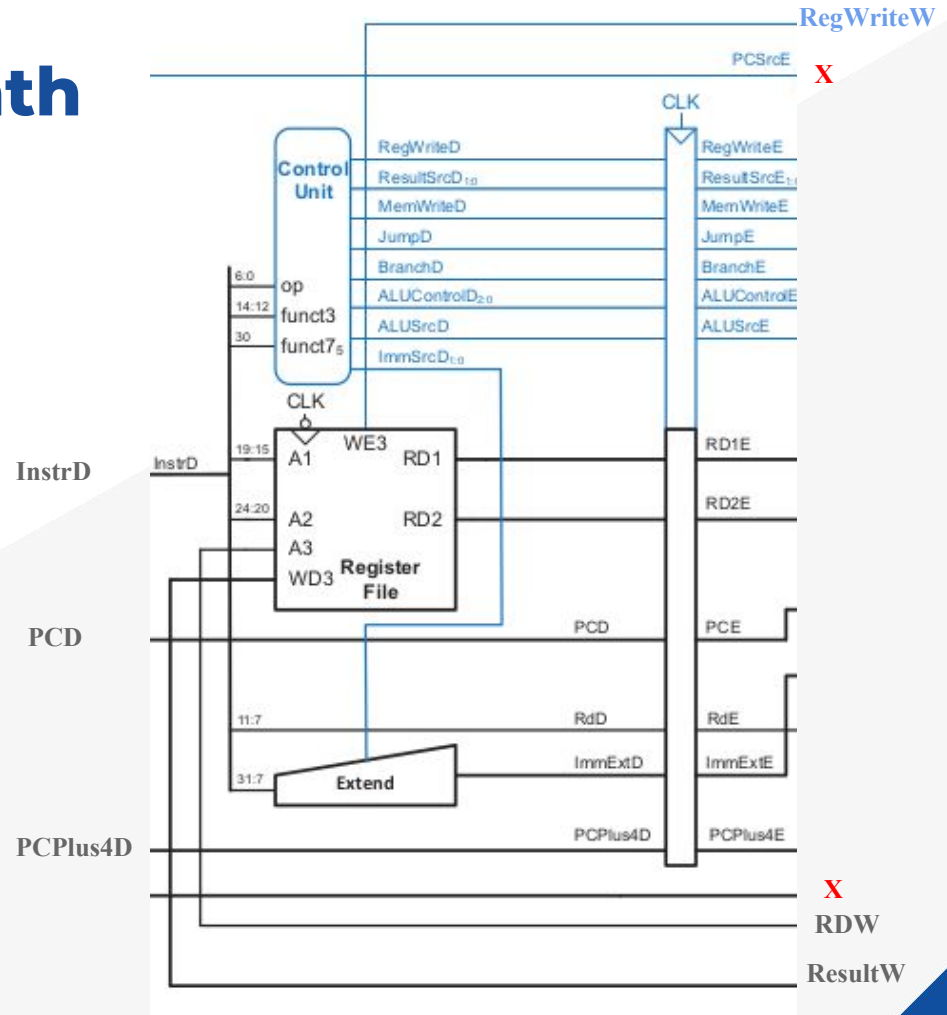 RegWriteW
ath
PCSrcE
X
CLK
Control
Unit
RegWriteD
RegWriteE
ResultSrcD1:0
ResultSrcE1:
MemWriteD
MemWriteE
JumpD
JumpE
BranchD
BranchE
6:0
op
ALUControlD2:0
ALUControlE
14:12
funct3
ALUSrcD
ALUSrcE
30
funct75
ImmSrcD1:0
CLK
WE3
19:15
A1
RD1
RD1E
InstrD
InstrD
24:20
A2
RD2
RD2E
A3
WD3
Register
File
PCD
PCD
PCE
11:7
RdD
RdE
31:7
Extend
ImmExtD
ImmExtE
PCPlus4D
PCPlus4D
PCPlus4E
X
RDW
ResultW